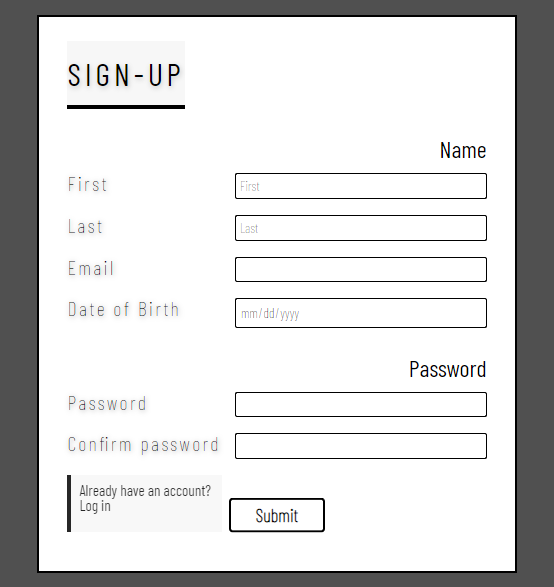 SIGN-UP
Name
First First
Last Last
Email
Date of Birth mm/dd/yyyy
Password
Password
Confirm password
Already have an account?
Log in
Submit